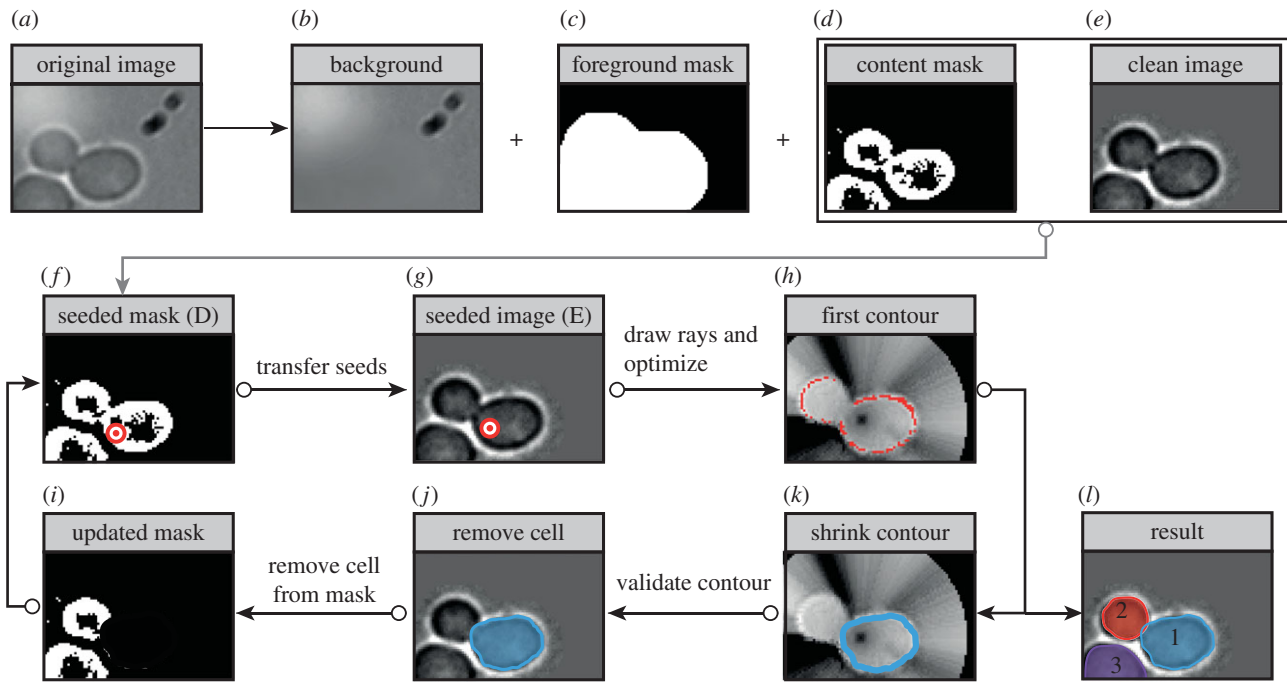 (a)
(b)
(c)
(d)
(e)
original image
background
foreground mask
content mask
clean image
+
+
(f)
(g)
(h)
seeded mask (D)
seeded image (E)
first contour
transfer seeds
draw rays and
optimize
(i)
(j)
(k)
(l)
updated mask
remove cell
shrink contour
result
remove cell
from mask
validate contour
2
1
3